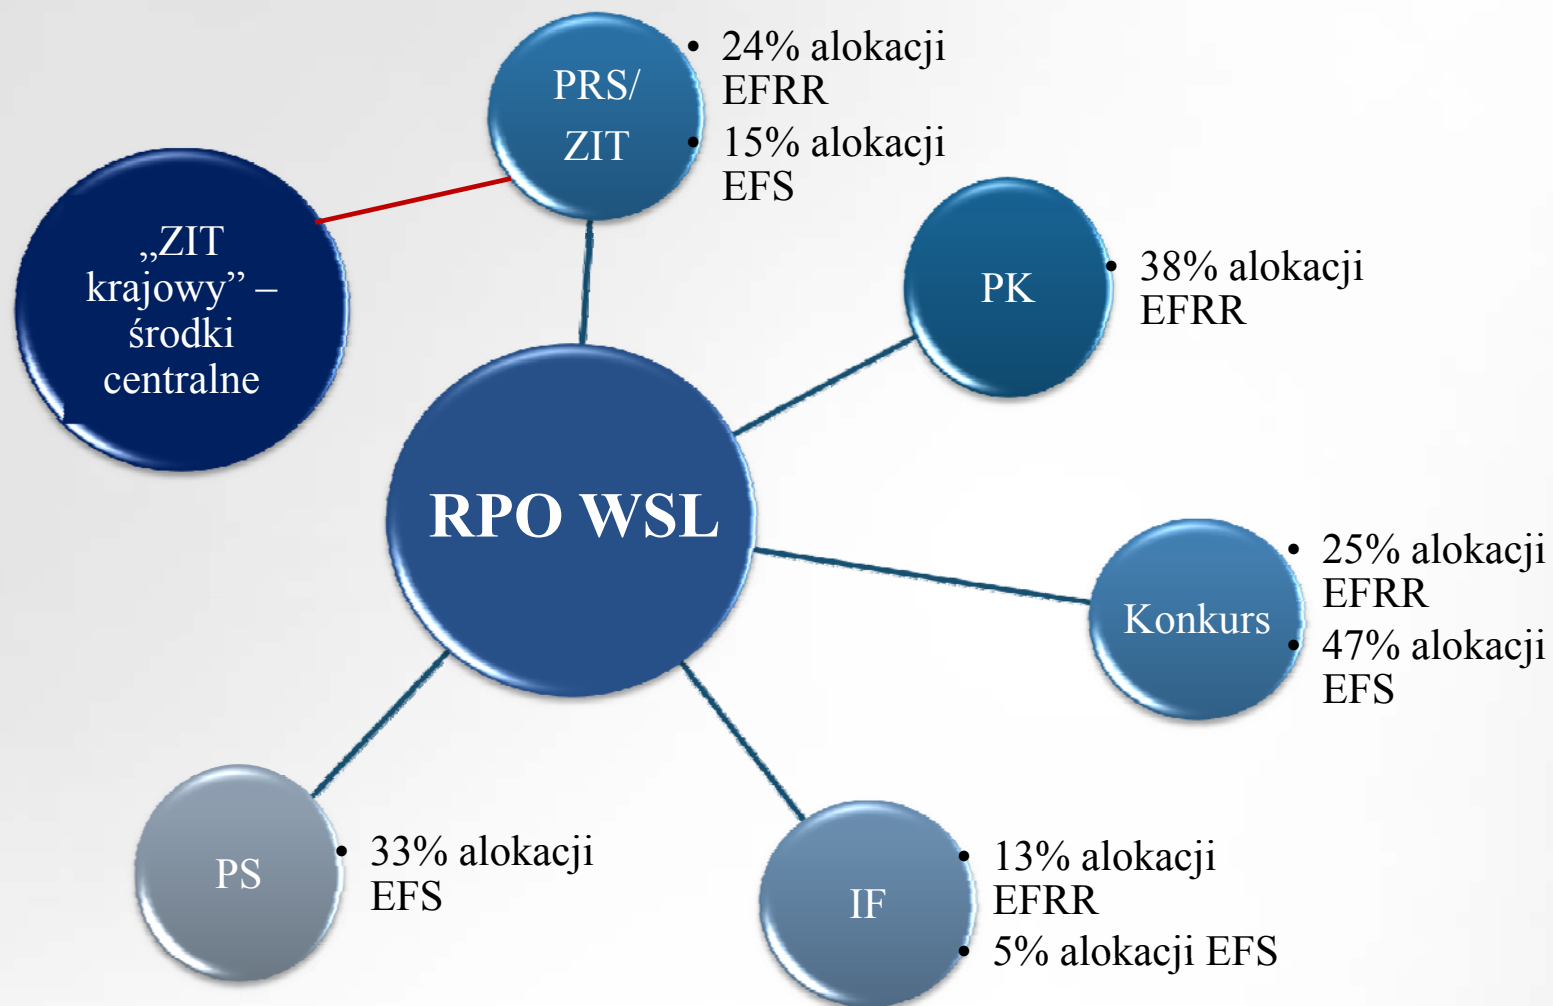 PRS/
ZIT
• 24% alokacji
EFRR
• 15% alokacji
EFS
„ZIT
krajowy” –
środki
centralne
PK
• 38% alokacji
EFRR
RPO WSL
Konkurs
• 25% alokacji
EFRR
• 47% alokacji
EFS
PS
• 33% alokacji
EFS
IF
• 13% alokacji
EFRR
• 5% alokacji EFS